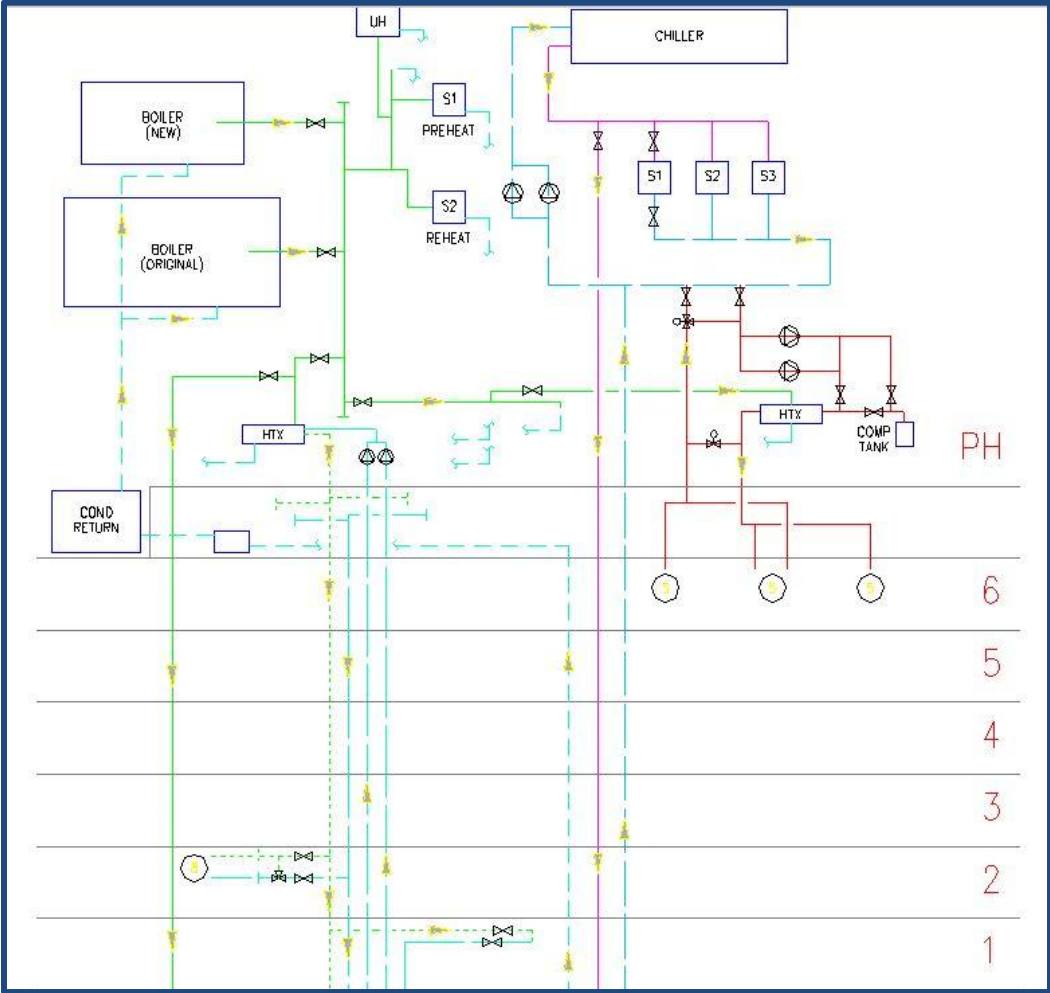 UH
CHILLER
BOILER
(NEW)
S1
PREHEAT
S1
S2
S3
S2
REHEAT
BOILER
(ORIGINAL)
HTX
HTX
COMP
TANK
PH
COND
RETURN
6
5
4
3
2
1